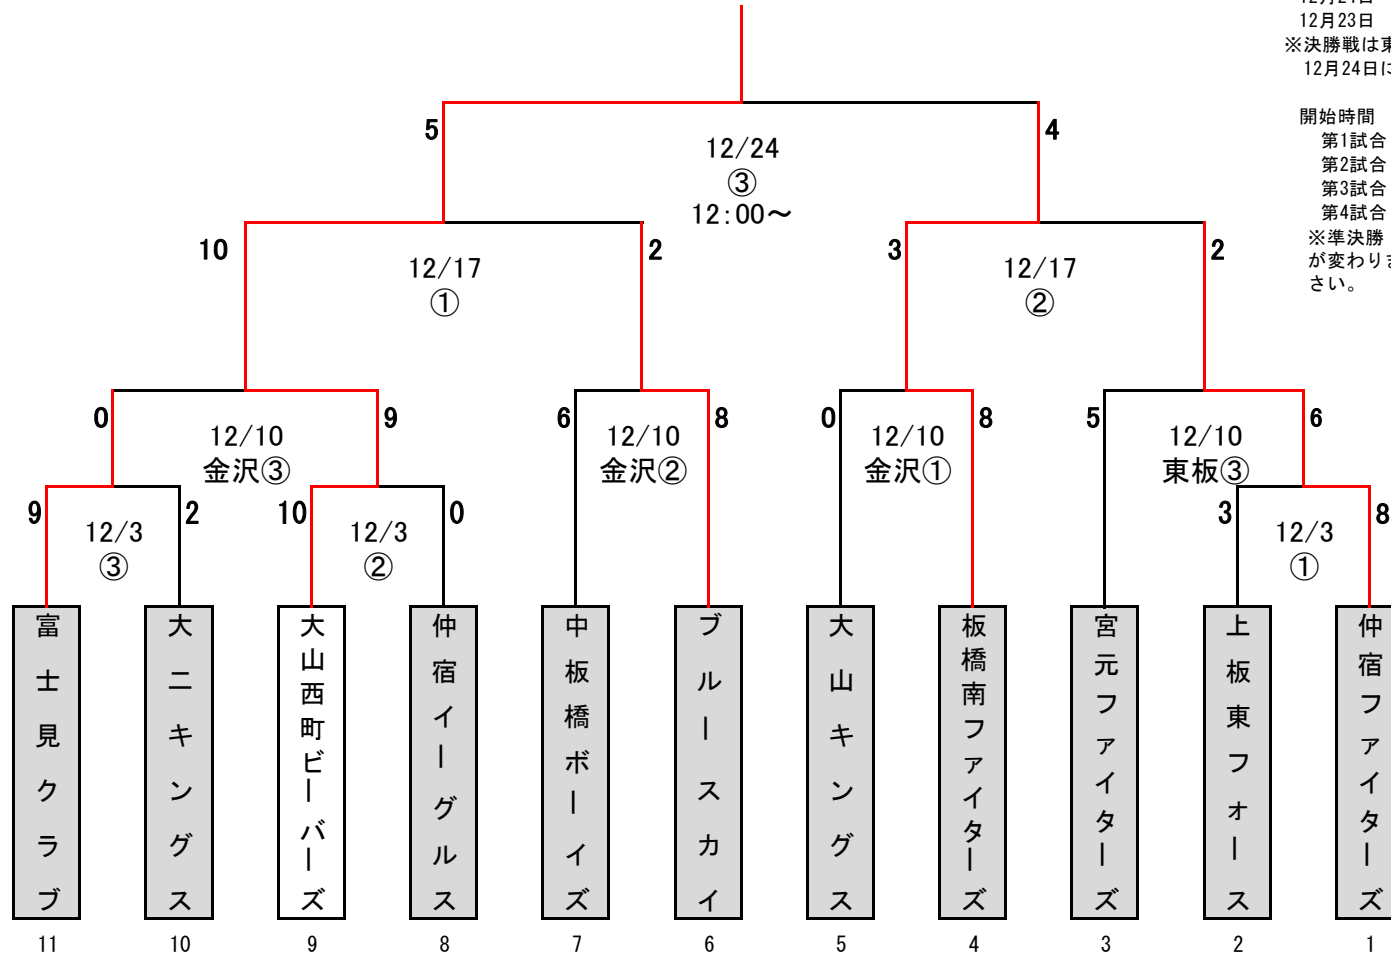 12月23日
※決勝戦は東
12月24日に
開始時間
第1試合
第2試合
第3試合
第4試合
※準決勝
が変わりま
さい。
5
4
12/24
③
12:00～
10
2
3
2
12/17
①
12/17
②
0
9
6
8
0
8
5
6
12/10
金沢③
12/10
金沢②
12/10
金沢①
12/10
東板③
9
2
10
0
3
8
12/3
③
12/3
②
12/3
①
富士見クラブ
大ニキングス
大山西町ビーバーズ
仲宿イーグルス
中板橋ボーイズ
ブルースカイ
大山キングス
板橋南ファイターズ
宮元ファイターズ
上板東フォース
仲宿ファイターズ
11
10
9
8
7
6
5
4
3
2
1